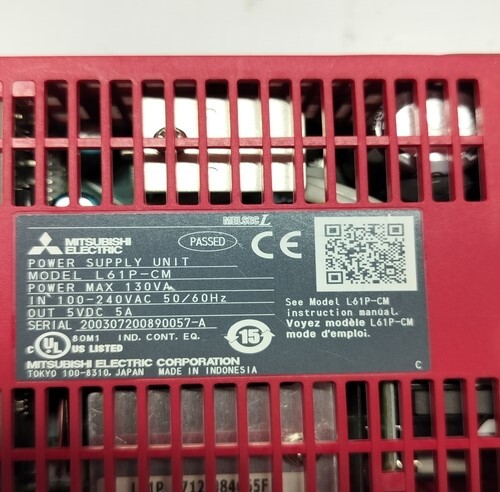 MELSEC L
MITSUBISHI
ELECTRIC
PASSED
CE
POWER SUPPLY UNIT
MODEL L61P-CM
POWER MAX 130VA
IN 100-240VAC 50/60Hz
OUT 5VDC 5A
SERIAL 200307200890057-A
See Model L61P-CM
instruction manual.
Voyez modèle L61P-CM
mode d'emploi.
UL
80M1 IND. CONT. EQ.
US LISTED
15
MITSUBISHI ELECTRIC CORPORATION
TOKYO 100-8310, JAPAN MADE IN INDONESIA
C